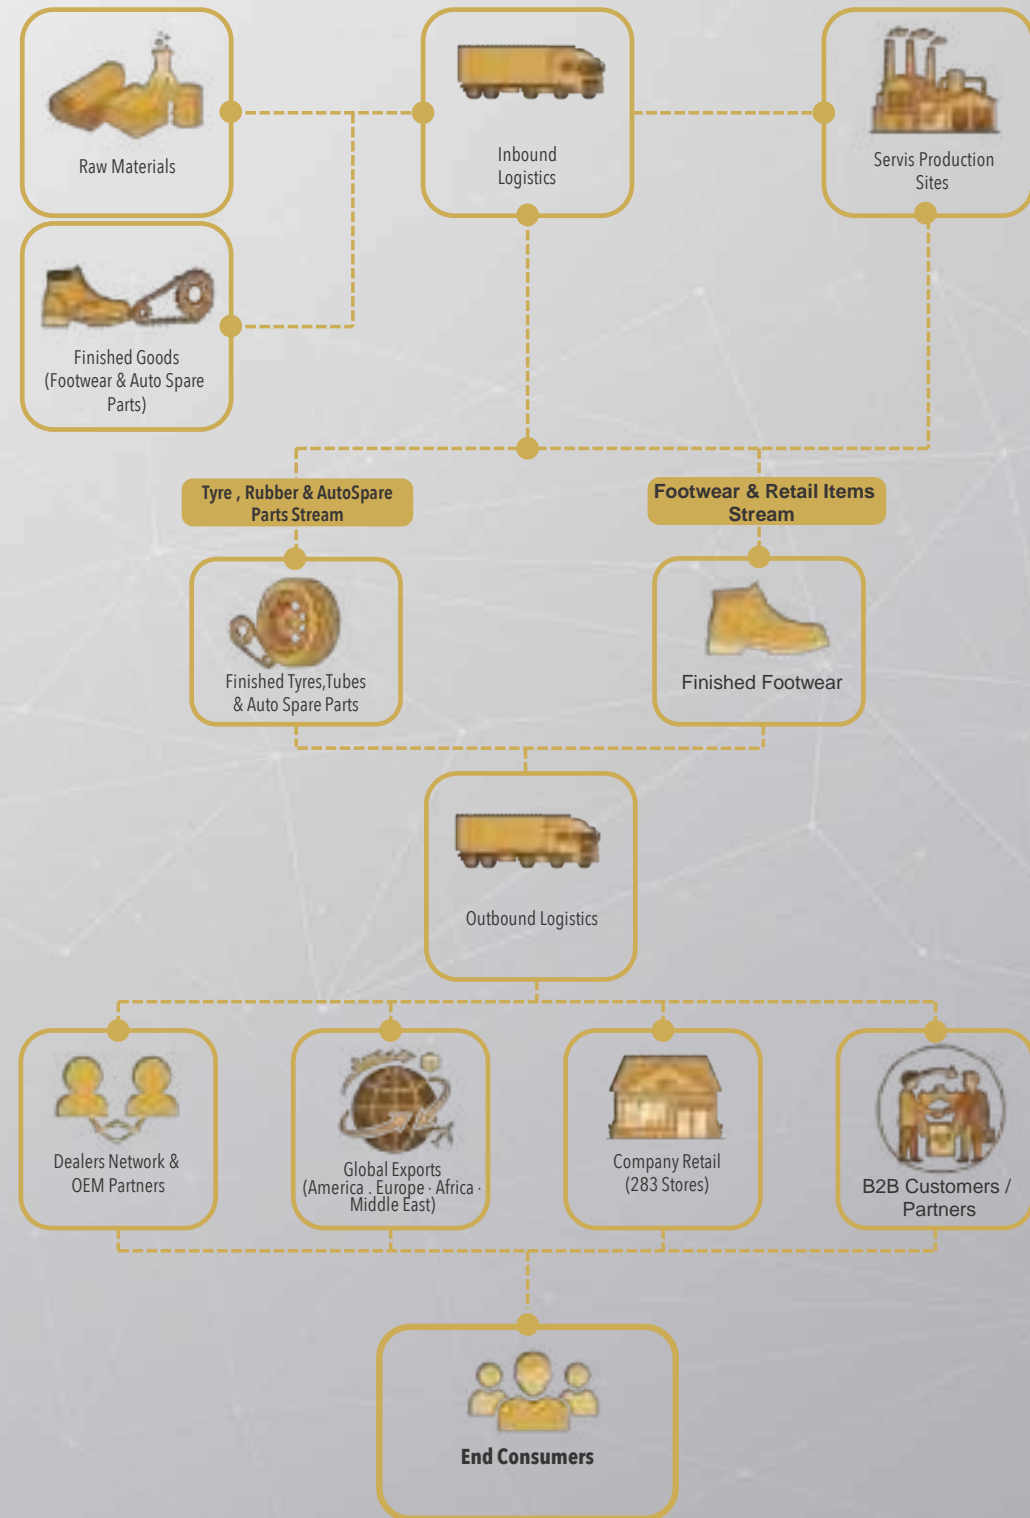 Raw Materials
Inbound
Logistics
Servis Production
Sites
Finished Goods
(Footwear & Auto Spare
Parts)
Tyre , Rubber & AutoSpare
Parts Stream
Footwear & Retail Items
Stream
Finished Tyres,Tubes
& Auto Spare Parts
Finished Footwear
Outbound Logistics
Dealers Network &
OEM Partners
Global Exports
(America . Europe · Africa ·
Middle East)
Company Retail
(283 Stores)
B2B Customers /
Partners
End Consumers